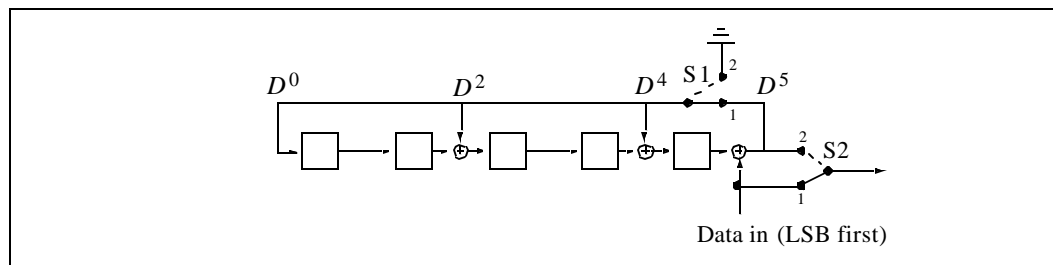 2
S1
D0 D2 D4 D5
1
2
S2
1
Data in (LSB first)